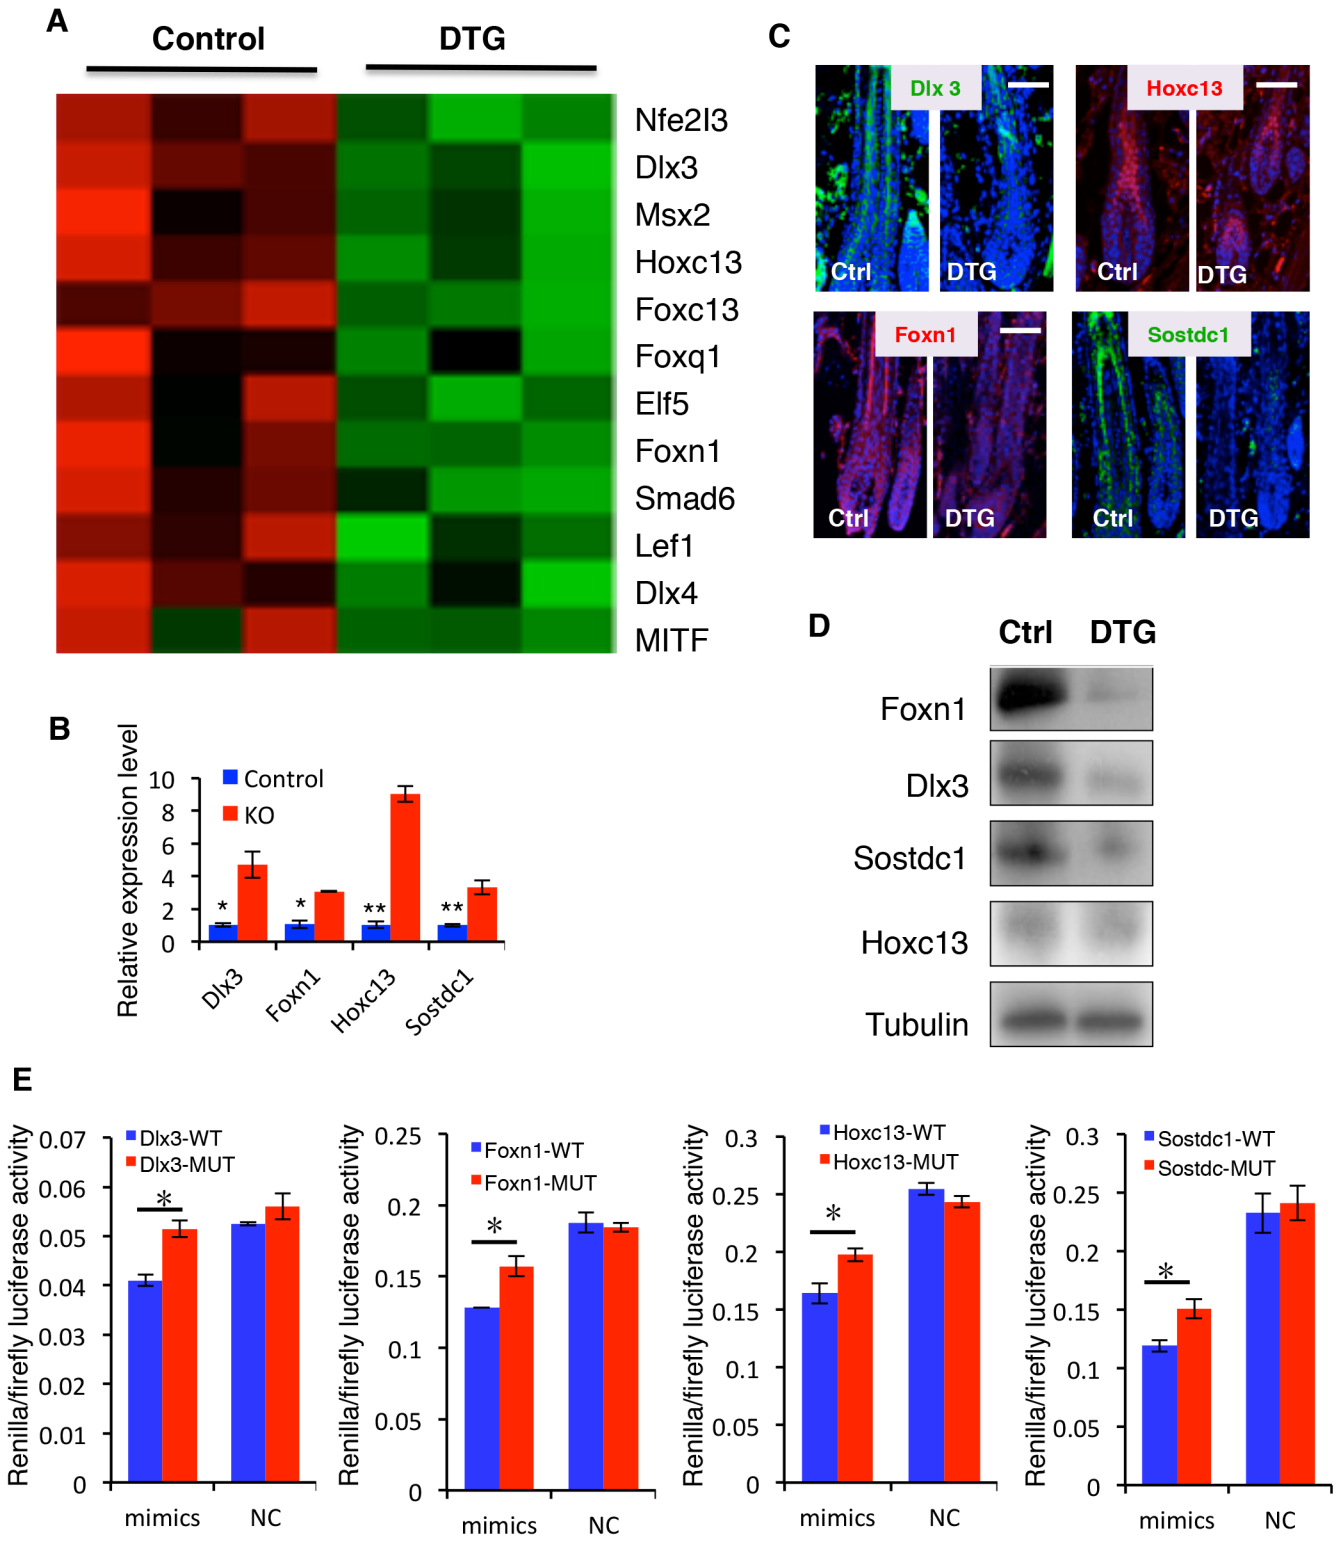 A
Control
DTG
Nfe2l3
Dlx3
Msx2
Hoxc13
Foxc13
Foxq1
Elf5
Foxn1
Smad6
Lef1
Dlx4
MITF
B
Relative expression level
10
8
6
4
2
0
Control
KO
*
*
**
**
Dlx3
Foxn1
Hoxc13
Sostdc1
C
Dlx 3
Ctrl
DTG
Hoxc13
Ctrl
DTG
Foxn1
Ctrl
DTG
Sostdc1
Ctrl
DTG
D
Ctrl
DTG
Foxn1
Dlx3
Sostdc1
Hoxc13
Tubulin
E
Renilla/firefly luciferase activity
0.07
0.06
0.05
0.04
0.03
0.02
0.01
0
Dlx3-WT
Dlx3-MUT
*
mimics
NC
Renilla/firefly luciferase activity
0.25
0.2
0.15
0.1
0.05
0
Foxn1-WT
Foxn1-MUT
*
mimics
NC
Renilla/firefly luciferase activity
0.3
0.25
0.2
0.15
0.1
0.05
0
Hoxc13-WT
Hoxc13-MUT
*
mimics
NC
Renilla/firefly luciferase activity
0.3
0.25
0.2
0.15
0.1
0.05
0
Sostdc1-WT
Sostdc-MUT
*
mimics
NC